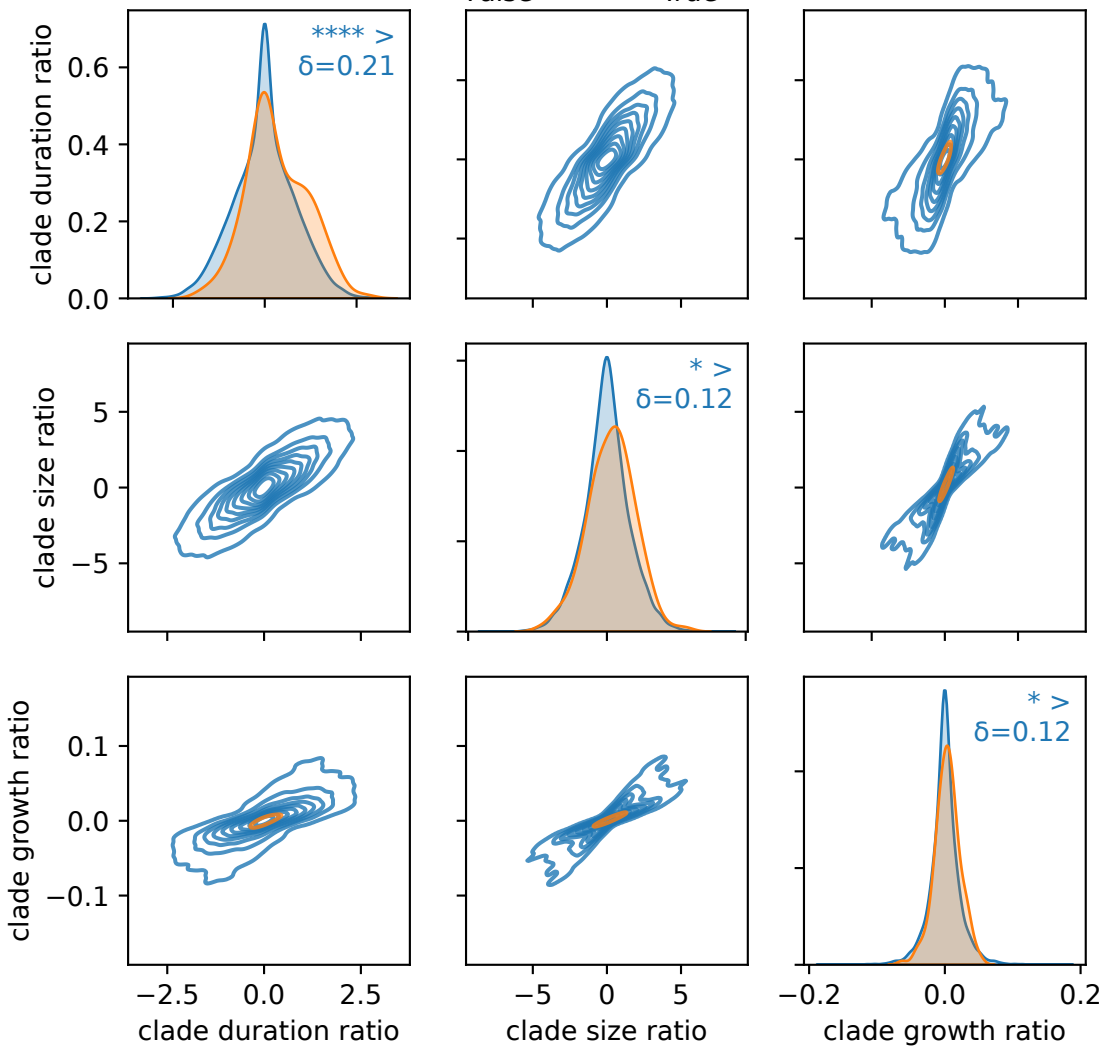 True
clade duration ratio
0.6
0.4
0.2
0.0
**** >
δ=0.21
clade size ratio
5
0
−5
* >
δ=0.12
clade growth ratio
0.1
0.0
−0.1
* >
δ=0.12
−2.5 0.0 2.5
−5 0 5
−0.2 0.0 0.2
clade duration ratio
clade size ratio
clade growth ratio